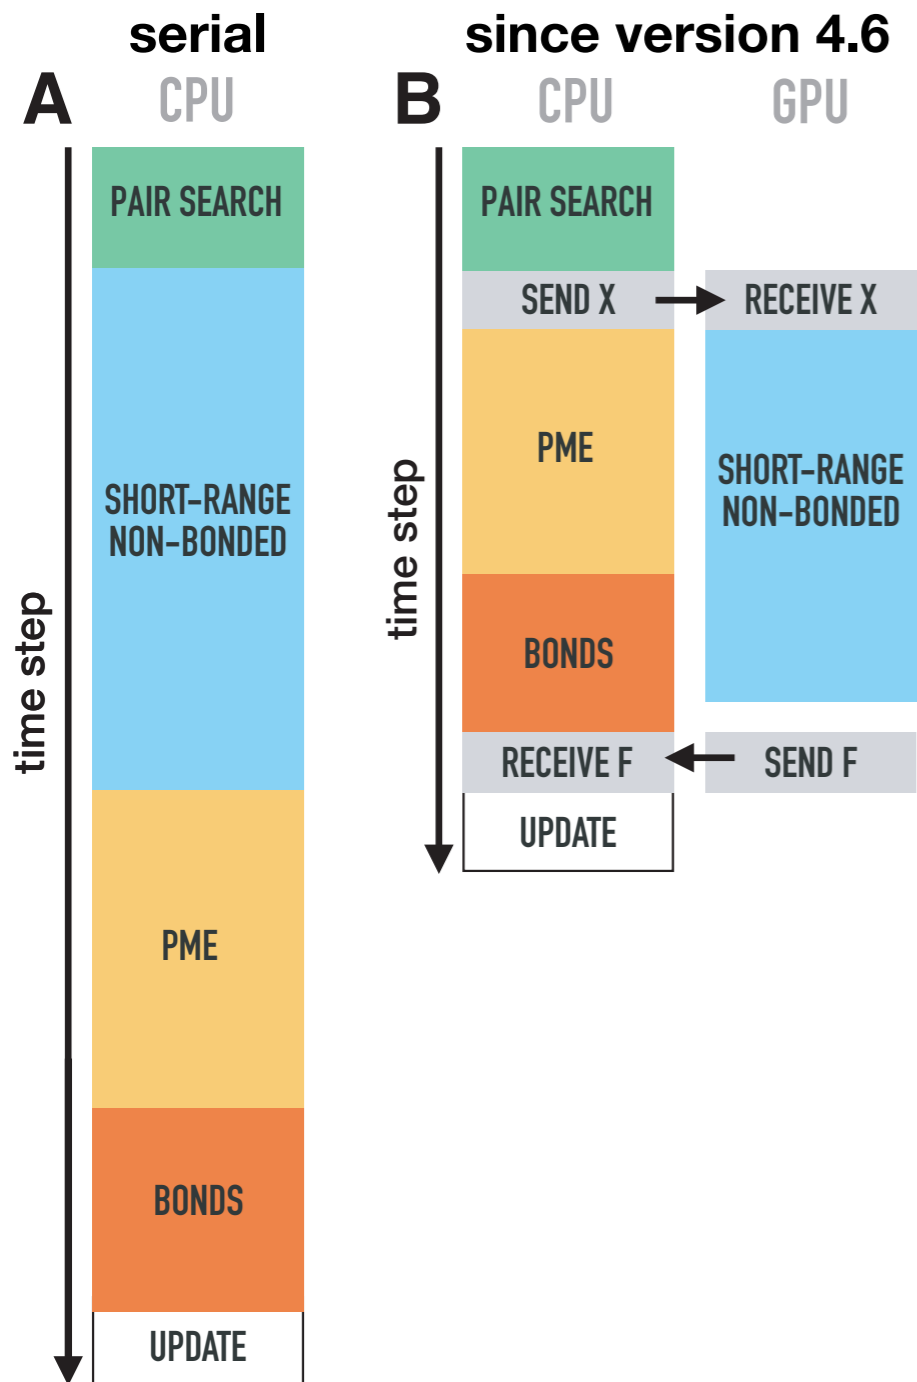 serial
A
CPU
time step
PAIR SEARCH
SHORT-RANGE
NON-BONDED
PME
BONDS
UPDATE
since version 4.6
B
CPU
GPU
time step
PAIR SEARCH
SEND X
RECEIVE X
PME
SHORT-RANGE
NON-BONDED
BONDS
RECEIVE F
SEND F
UPDATE